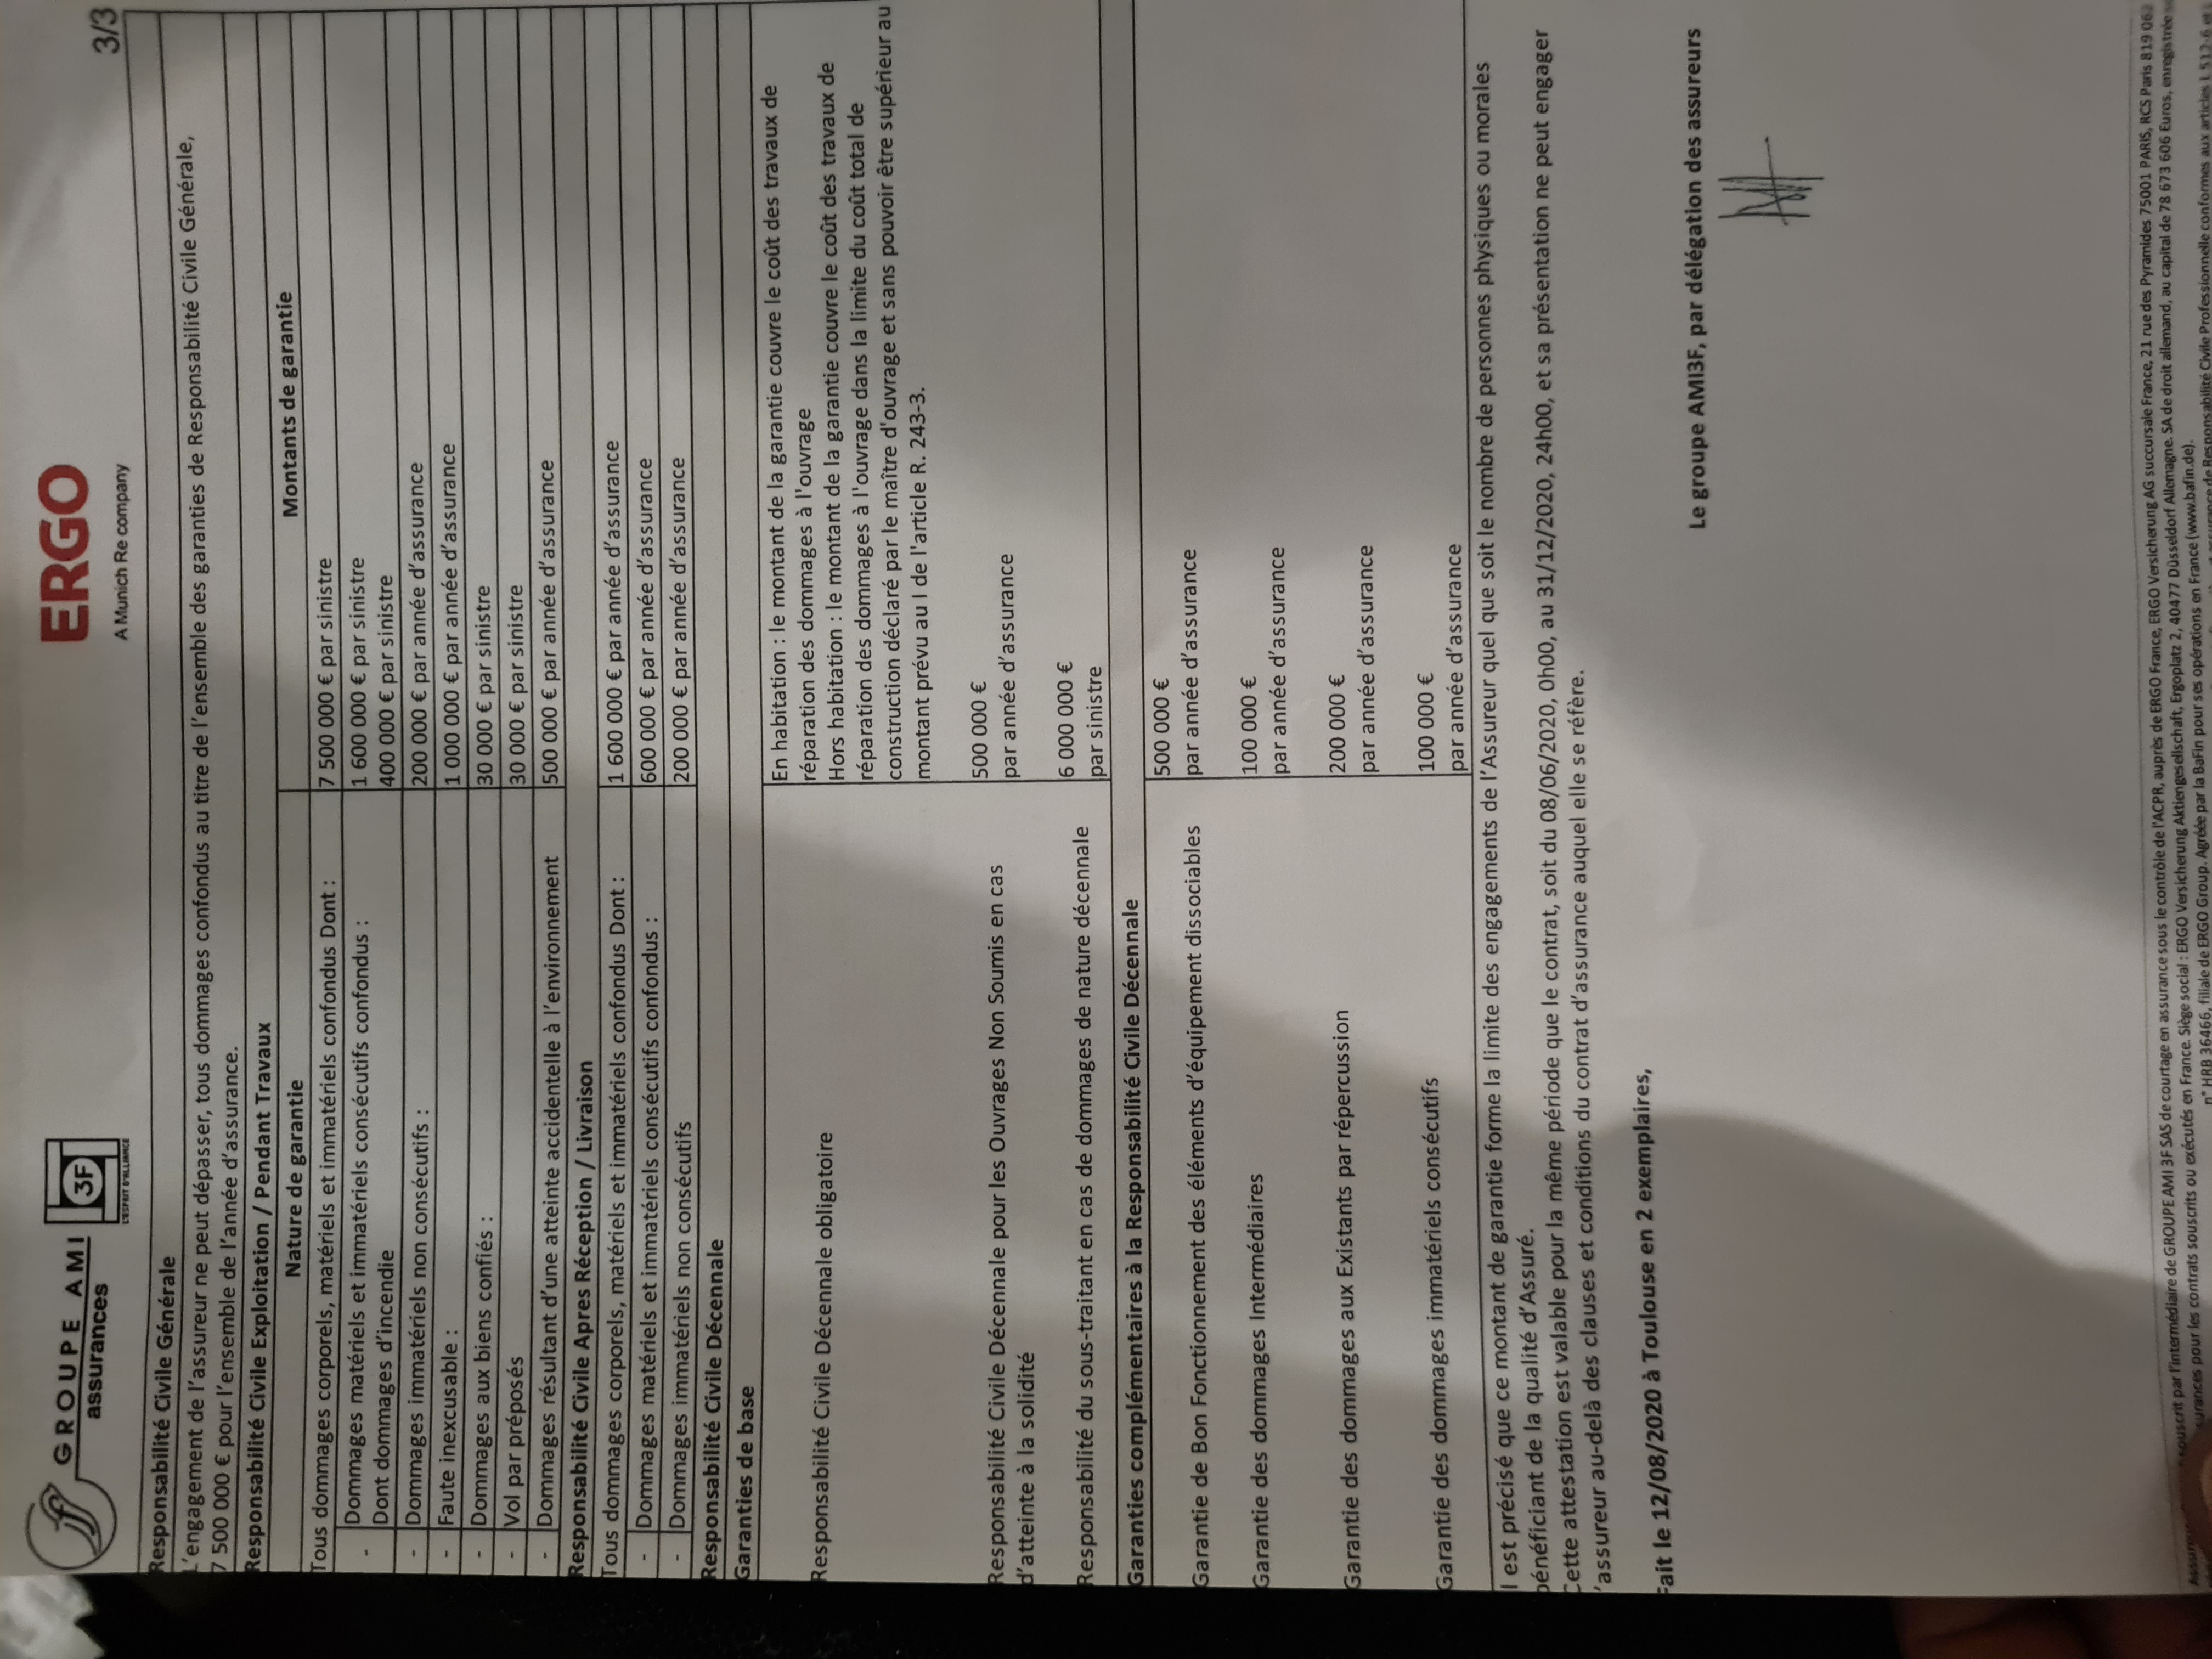 GROUPE AMI
assurances
3F
L'ESPRIT D'ALLIANCE
ERGO
A Munich Re company
3/3
Responsabilité Civile Générale
L'engagement de l'assureur ne peut dépasser, tous dommages confondus au titre de l'ensemble des garanties de Responsabilité Civile Générale,
7 500 000 € pour l'ensemble de l'année d'assurance.
Responsabilité Civile Exploitation / Pendant Travaux
Nature de garantie Montants de garantie
Tous dommages corporels, matériels et immatériels confondus Dont : 7 500 000 € par sinistre
- Dommages matériels et immatériels consécutifs confondus : 1 600 000 € par sinistre
Dont dommages d'incendie 400 000 € par sinistre
- Dommages immatériels non consécutifs : 200 000 € par année d'assurance
- Faute inexcusable : 1 000 000 € par année d'assurance
- Dommages aux biens confiés : 30 000 € par sinistre
- Vol par préposés 30 000 € par sinistre
- Dommages résultant d'une atteinte accidentelle à l'environnement 500 000 € par année d'assurance
Responsabilité Civile Apres Réception / Livraison
Tous dommages corporels, matériels et immatériels confondus Dont : 1 600 000 € par année d'assurance
- Dommages matériels et immatériels consécutifs confondus : 600 000 € par année d'assurance
- Dommages immatériels non consécutifs 200 000 € par année d'assurance
Responsabilité Civile Décennale
Garanties de base
Responsabilité Civile Décennale obligatoire
En habitation : le montant de la garantie couvre le coût des travaux de
réparation des dommages à l'ouvrage
Hors habitation : le montant de la garantie couvre le coût des travaux de
réparation des dommages à l'ouvrage dans la limite du coût total de
construction déclaré par le maître d'ouvrage et sans pouvoir être supérieur au
montant prévu au I de l'article R. 243-3.
Responsabilité Civile Décennale pour les Ouvrages Non Soumis en cas
d'atteinte à la solidité
500 000 €
par année d'assurance
Responsabilité du sous-traitant en cas de dommages de nature décennale
6 000 000 €
par sinistre
Garanties complémentaires à la Responsabilité Civile Décennale
Garantie de Bon Fonctionnement des éléments d'équipement dissociables
500 000 €
par année d'assurance
Garantie des dommages Intermédiaires
100 000 €
par année d'assurance
Garantie des dommages aux Existants par répercussion
200 000 €
par année d'assurance
Garantie des dommages immatériels consécutifs
100 000 €
par année d'assurance
l est précisé que ce montant de garantie forme la limite des engagements de l'Assureur quel que soit le nombre de personnes physiques ou morales
bénéficiant de la qualité d'Assuré.
Cette attestation est valable pour la même période que le contrat, soit du 08/06/2020, 0h00, au 31/12/2020, 24h00, et sa présentation ne peut engager
'assureur au-delà des clauses et conditions du contrat d'assurance auquel elle se réfère.
Fait le 12/08/2020 à Toulouse en 2 exemplaires,
Le groupe AMI3F, par délégation des assureurs
souscrit par l'intermédiaire de GROUPE AMI 3F SAS de courtage en assurance sous le contrôle de l'ACPR, auprès de ERGO France, ERGO Versicherung AG succursale France, 21 rue des Pyramides 75001 PARIS, RCS Paris 819 062
surances pour les contrats souscrits ou exécutés en France. Siège social : ERGO Versicherung Aktiengesellschaft, Ergoplatz 2, 40477 Düsseldorf Allemagne. SA de droit allemand, au capital de 78 673 606 Euros, enregistrée
n° HRB 36466, filiale de ERGO Group. Agréée par la BaFin pour ses opérations en France (www.bafin.de).
de Responsabilité Civile Professionnelle conformes aux articles L 512-6 et